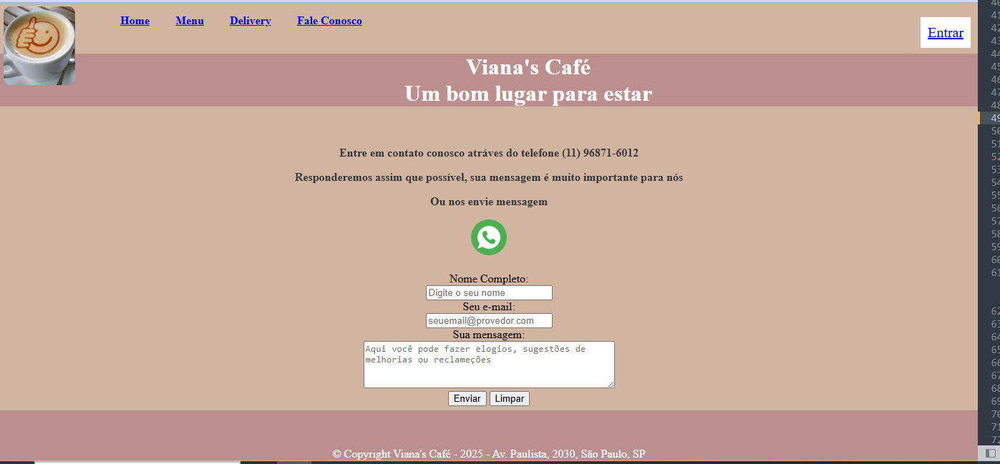 Home Menu Delivery Fale Conosco
Entrar
Viana's Café
Um bom lugar para estar
Entre em contato conosco atráves do telefone (11) 96871-6012
Responderemos assim que possível, sua mensagem é muito importante para nós
Ou nos envie mensagem
Nome Completo:
Digite o seu nome
Seu e-mail:
seuemail@provedor.com
Sua mensagem:
Aqui você pode fazer elogios, sugestões de
melhorias ou reclameções
Enviar Limpar
© Copyright Viana's Café - 2025 - Av. Paulista, 2030, São Paulo, SP